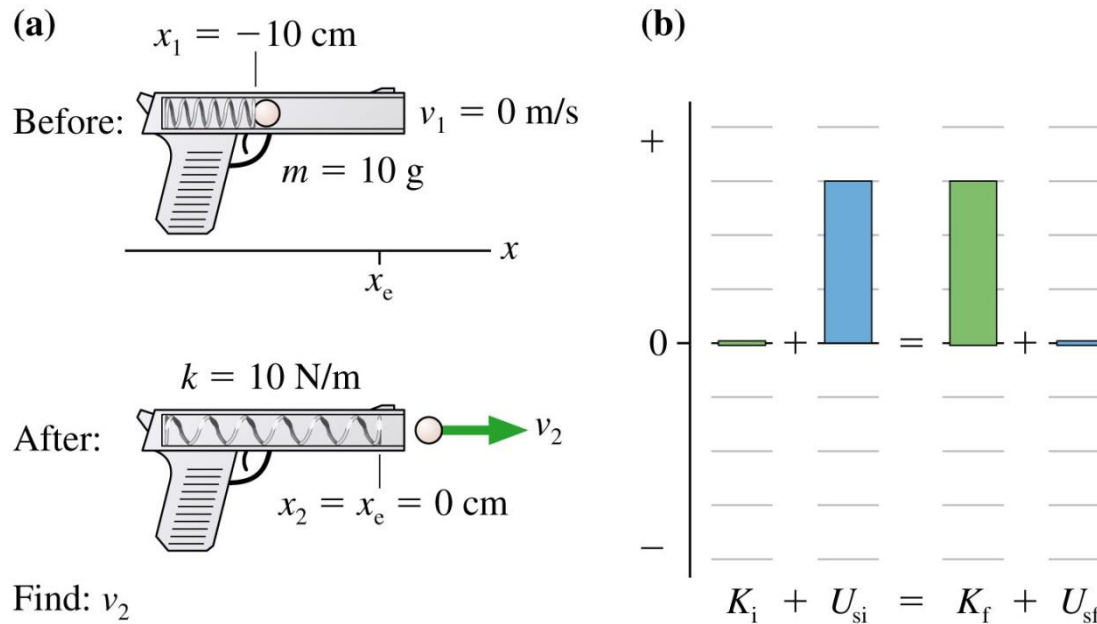 (a)
x₁ = −10 cm
Before:
v₁ = 0 m/s
m = 10 g
x
xₑ
k = 10 N/m
After:
v₂
x₂ = xₑ = 0 cm
Find: v₂
(b)
+
0 + = +
−
Kᵢ + Uₛᵢ = K_f + U_sf